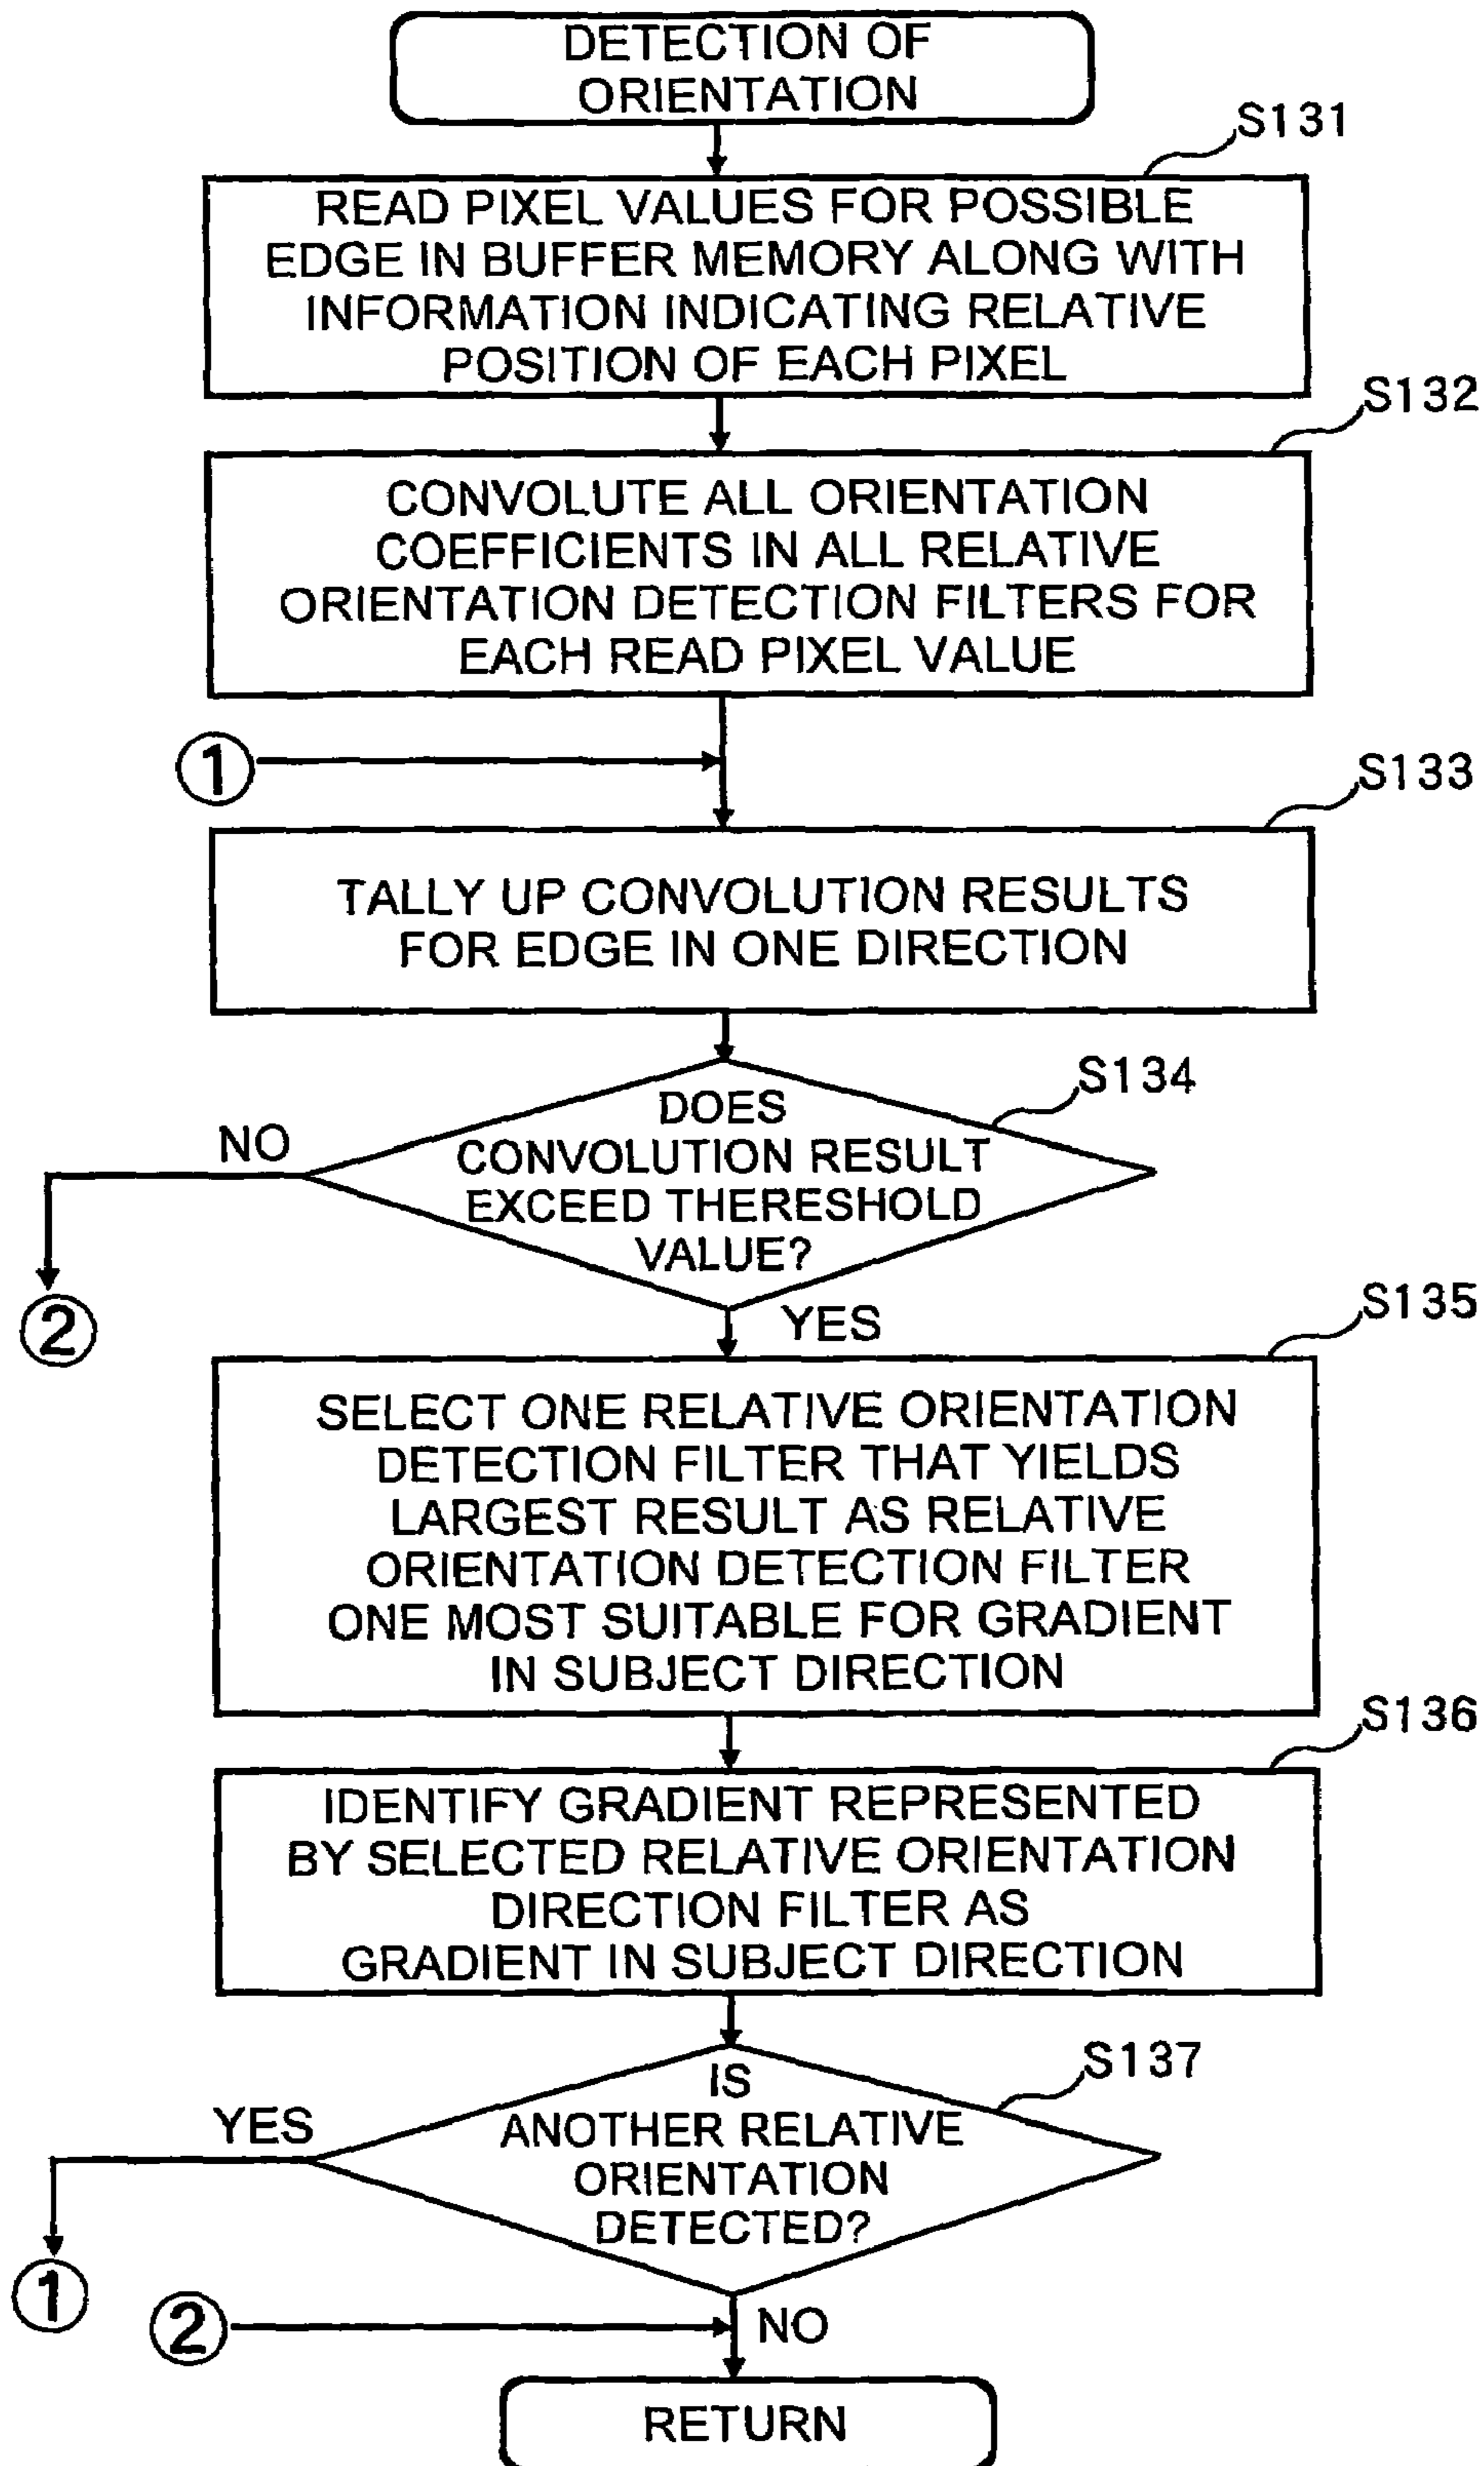 DETECTION OF
ORIENTATION
S131
READ PIXEL VALUES FOR POSSIBLE
EDGE IN BUFFER MEMORY ALONG WITH
INFORMATION INDICATING RELATIVE
POSITION OF EACH PIXEL
S132
CONVOLUTE ALL ORIENTATION
COEFFICIENTS IN ALL RELATIVE
ORIENTATION DETECTION FILTERS FOR
EACH READ PIXEL VALUE
①
S133
TALLY UP CONVOLUTION RESULTS
FOR EDGE IN ONE DIRECTION
S134
DOES
CONVOLUTION RESULT
EXCEED THERESHOLD
VALUE?
NO
②
YES
S135
SELECT ONE RELATIVE ORIENTATION
DETECTION FILTER THAT YIELDS
LARGEST RESULT AS RELATIVE
ORIENTATION DETECTION FILTER
ONE MOST SUITABLE FOR GRADIENT
IN SUBJECT DIRECTION
S136
IDENTIFY GRADIENT REPRESENTED
BY SELECTED RELATIVE ORIENTATION
DIRECTION FILTER AS
GRADIENT IN SUBJECT DIRECTION
S137
IS
ANOTHER RELATIVE
ORIENTATION
DETECTED?
YES
①
②
NO
RETURN